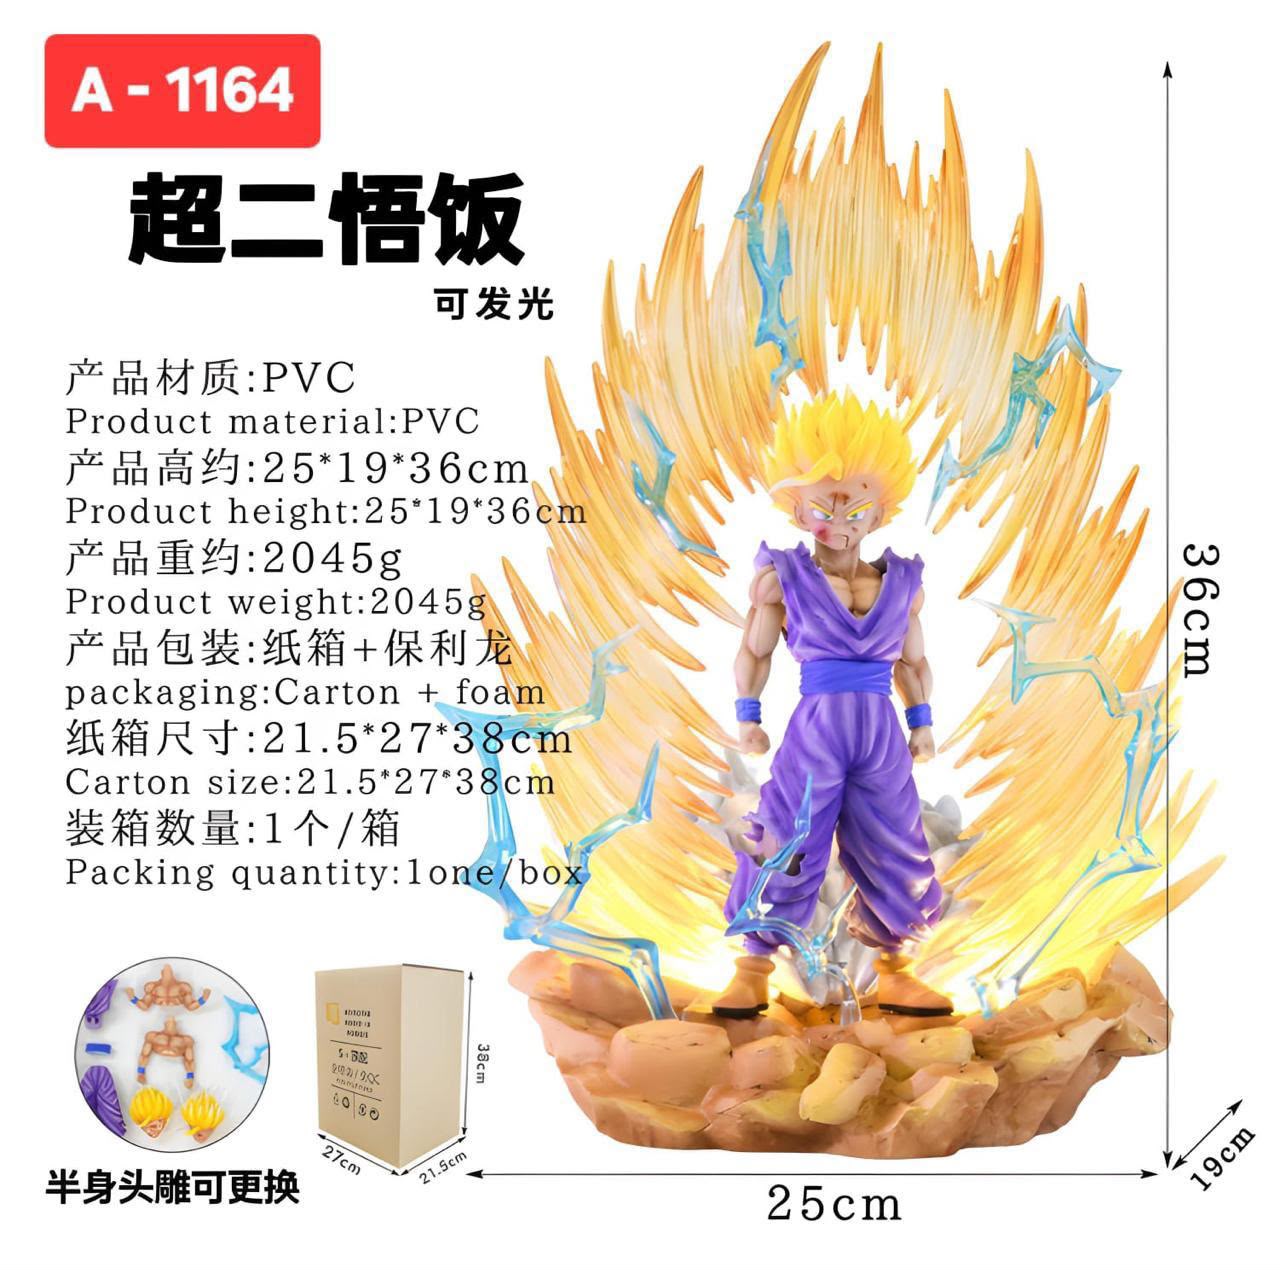 A - 1164
超二悟饭
可发光
产品材质:PVC
Product material:PVC
产品高约:25*19*36cm
Product height:25*19*36cm
产品重约:2045g
Product weight:2045g
产品包装:纸箱+保利龙
packaging:Carton + foam
纸箱尺寸:21.5*27*38cm
Carton size:21.5*27*38cm
装箱数量:1个/箱
Packing quantity:1one/box
36cm
38cm
27cm
21.5cm
半身头雕可更换
25cm
19cm